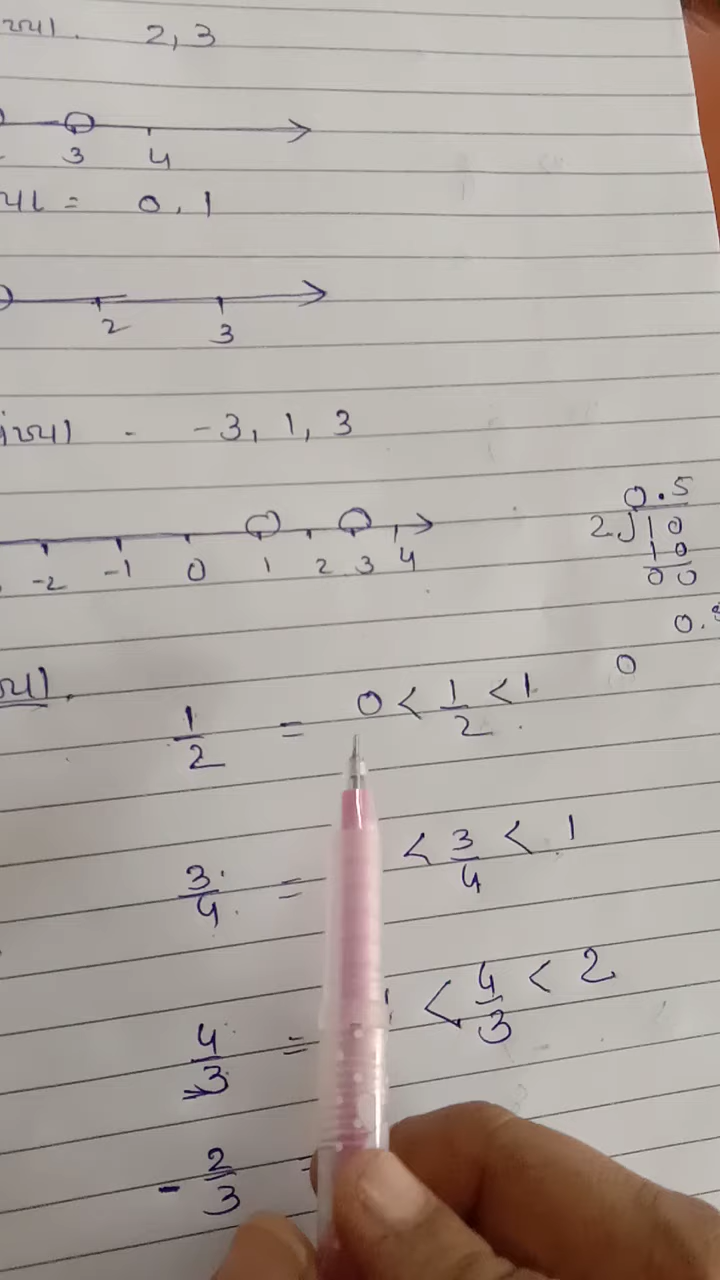 2, 3
3 4
= 0, 1
2 3
- -3, 1, 3
-2 -1 0 1 2 3 4
0.5
2)10
10
00
0.
0
1/2 = 0 < 1/2 < 1
3/4 = < 3/4 < 1
4/3 = < 4/3 < 2
- 2/3